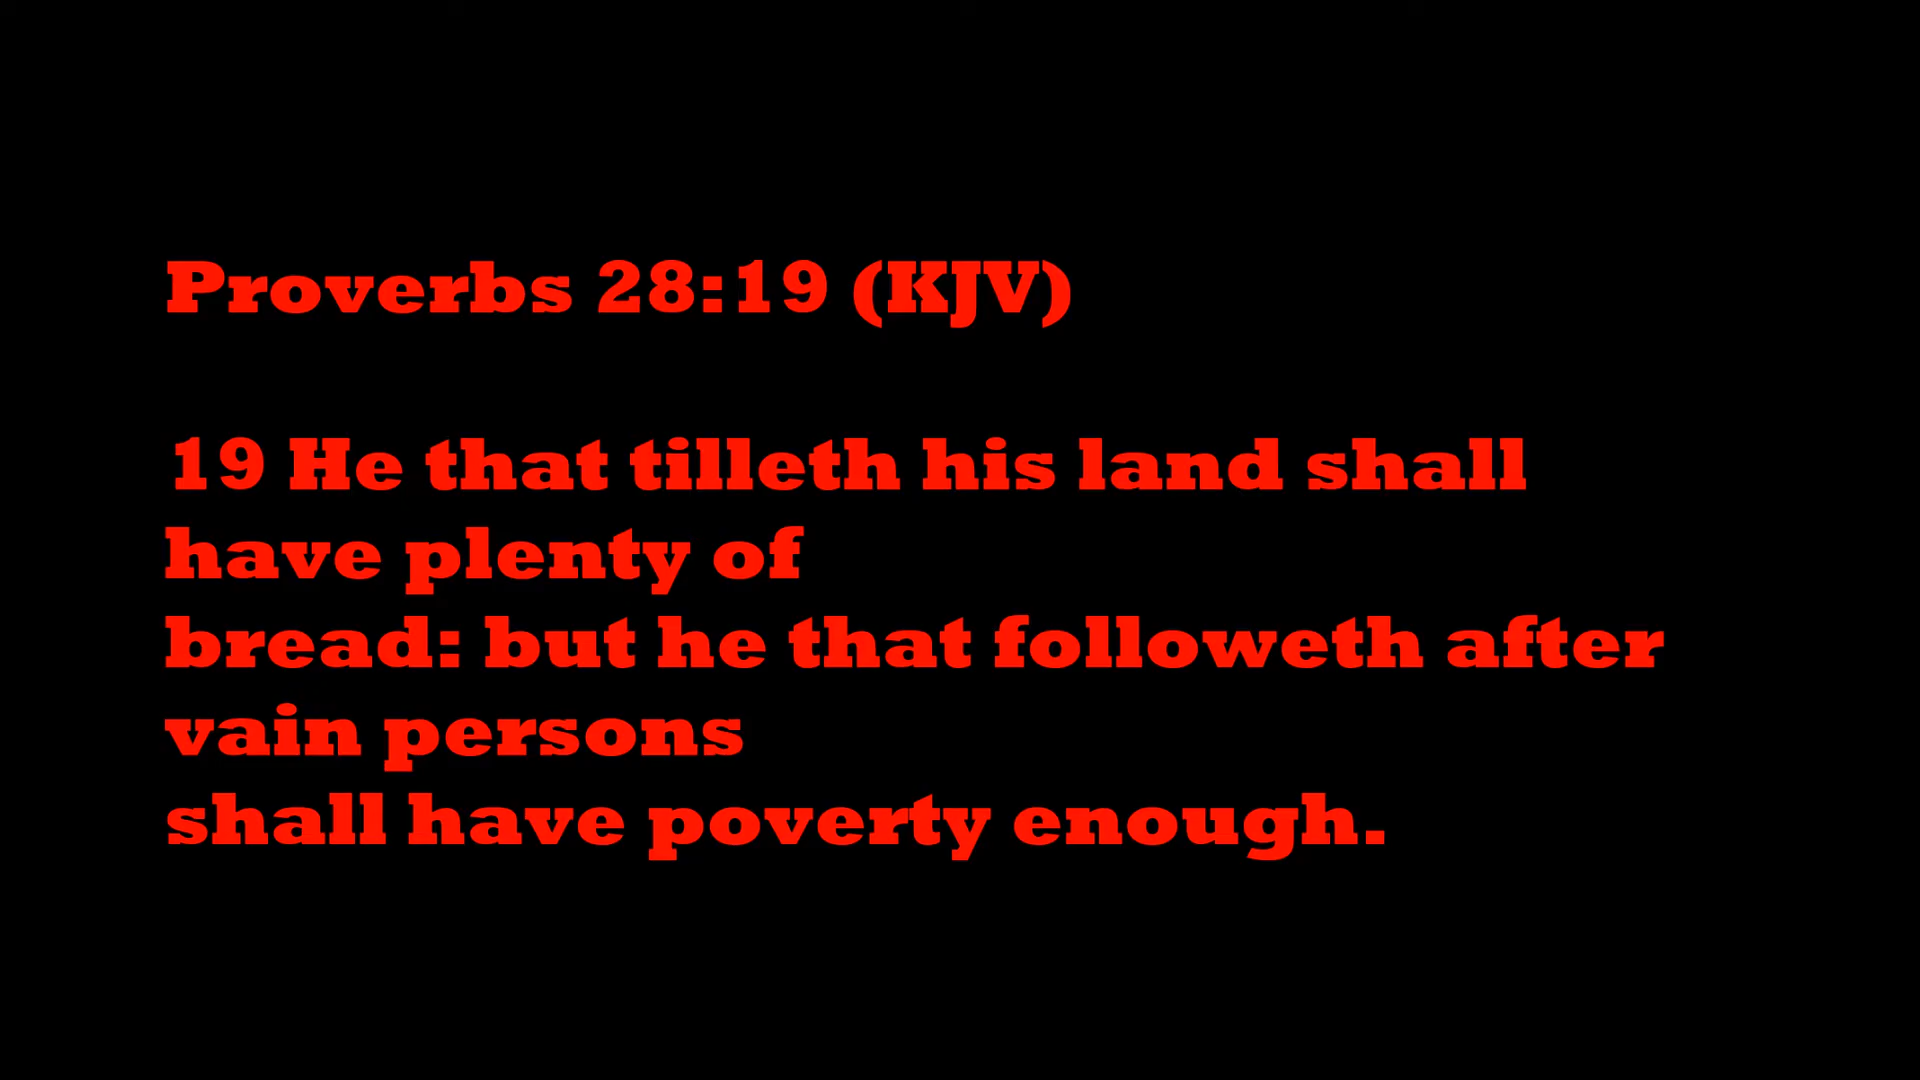 Proverbs 28:19 (KJV)
19 He that tilleth his land shall
have plenty of
bread: but he that followeth after
vain persons
shall have poverty enough.